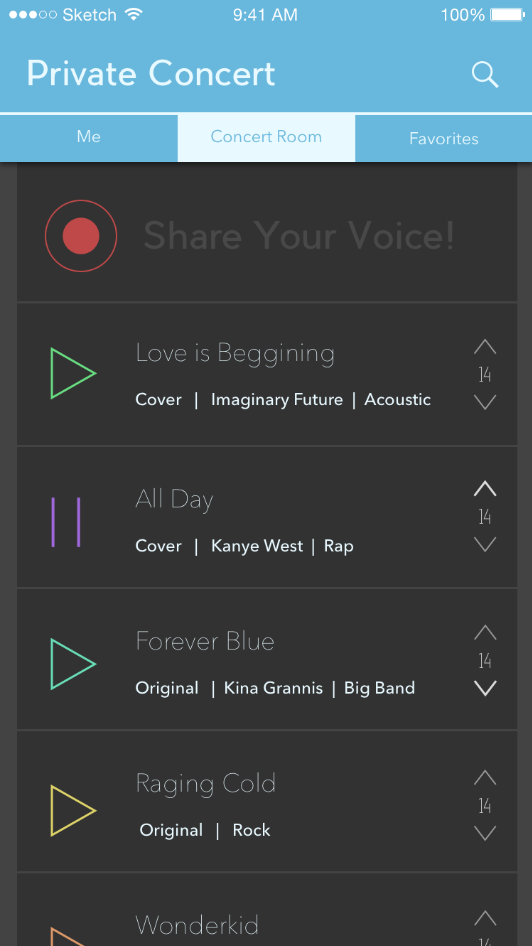 Sketch 9:41 AM 100%
Private Concert
Me Concert Room Favorites
Share Your Voice!
Love is Beggining
14
Cover | Imaginary Future | Acoustic
All Day
14
Cover | Kanye West | Rap
Forever Blue
14
Original | Kina Grannis | Big Band
Raging Cold
14
Original | Rock
Wonderkid
14